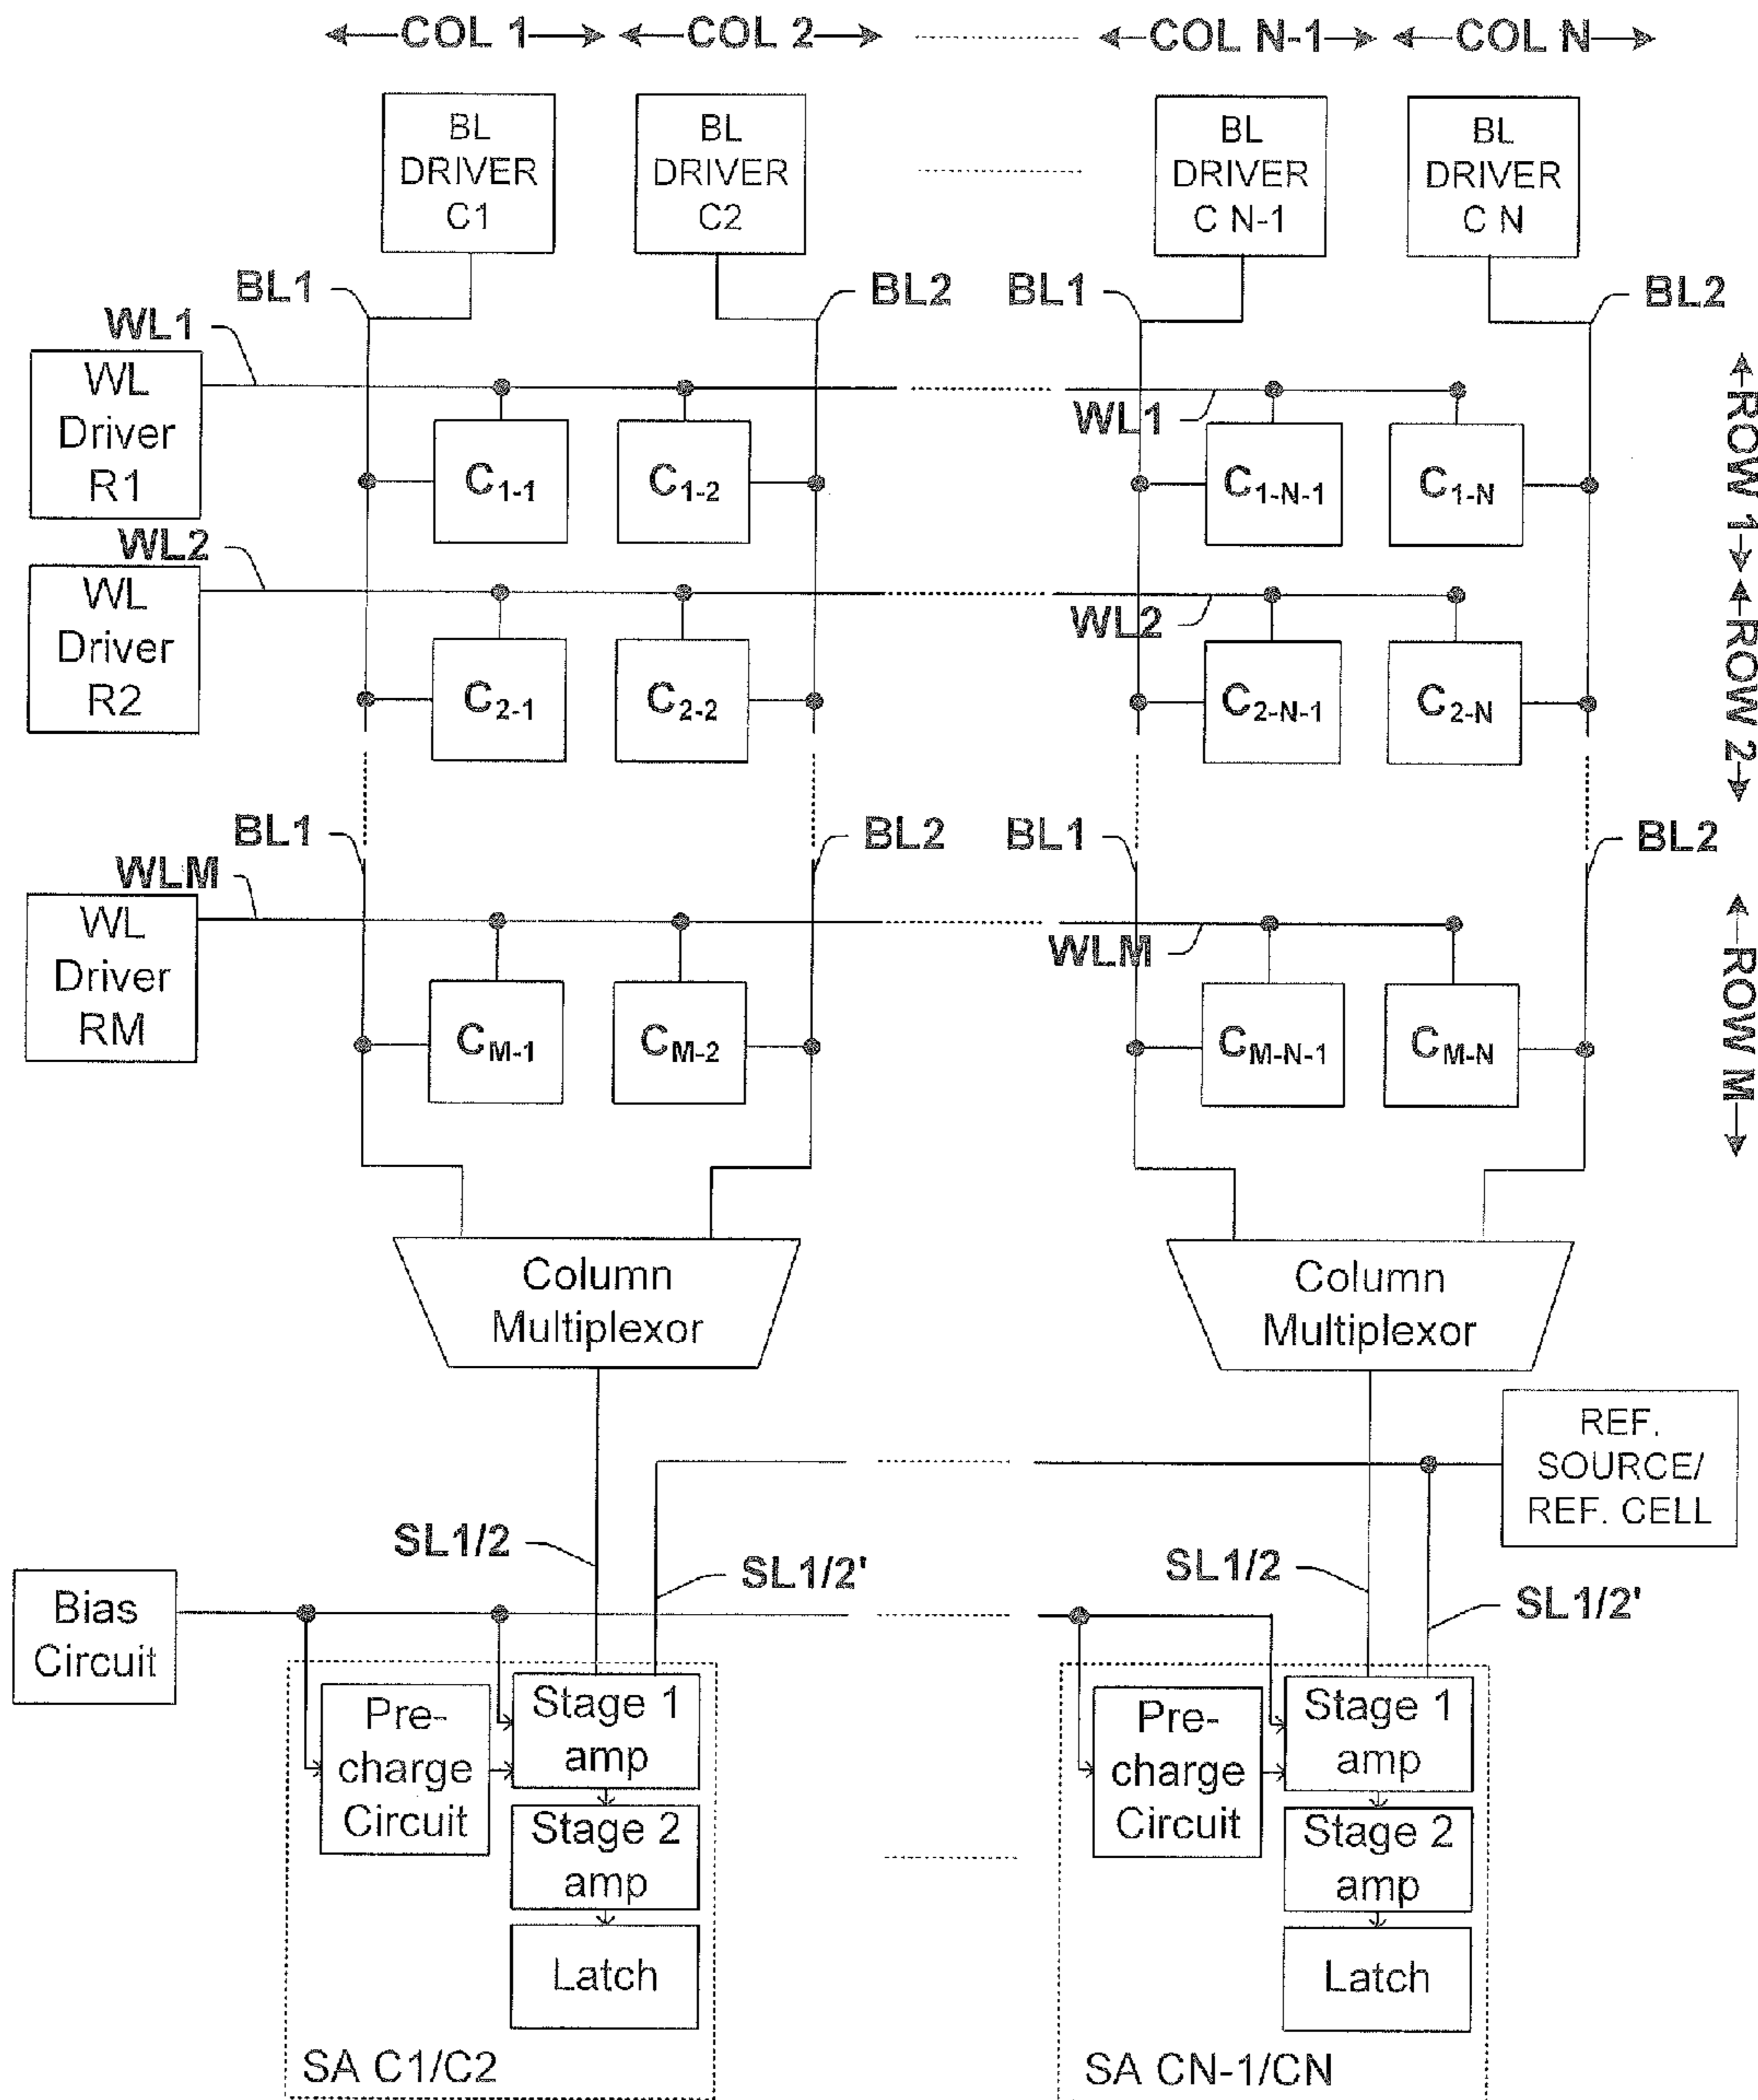 COL 1 COL 2 COL N-1 COL N
BL
DRIVER
C1
BL
DRIVER
C2
BL
DRIVER
C N-1
BL
DRIVER
C N
BL1 BL2 BL1 BL2
WL1
WL
Driver
R1
WL1
C1-1 C1-2 C1-N-1 C1-N
ROW 1
WL2
WL
Driver
R2
WL2
C2-1 C2-2 C2-N-1 C2-N
ROW 2
BL1 BL2 BL1 BL2
WLM
WL
Driver
RM
WLM
CM-1 CM-2 CM-N-1 CM-N
ROW M
Column
Multiplexor
Column
Multiplexor
REF.
SOURCE/
REF. CELL
SL1/2 SL1/2' SL1/2 SL1/2'
Bias
Circuit
Pre-
charge
Circuit
Stage 1
amp
Stage 2
amp
Latch
SA C1/C2
Pre-
charge
Circuit
Stage 1
amp
Stage 2
amp
Latch
SA CN-1/CN